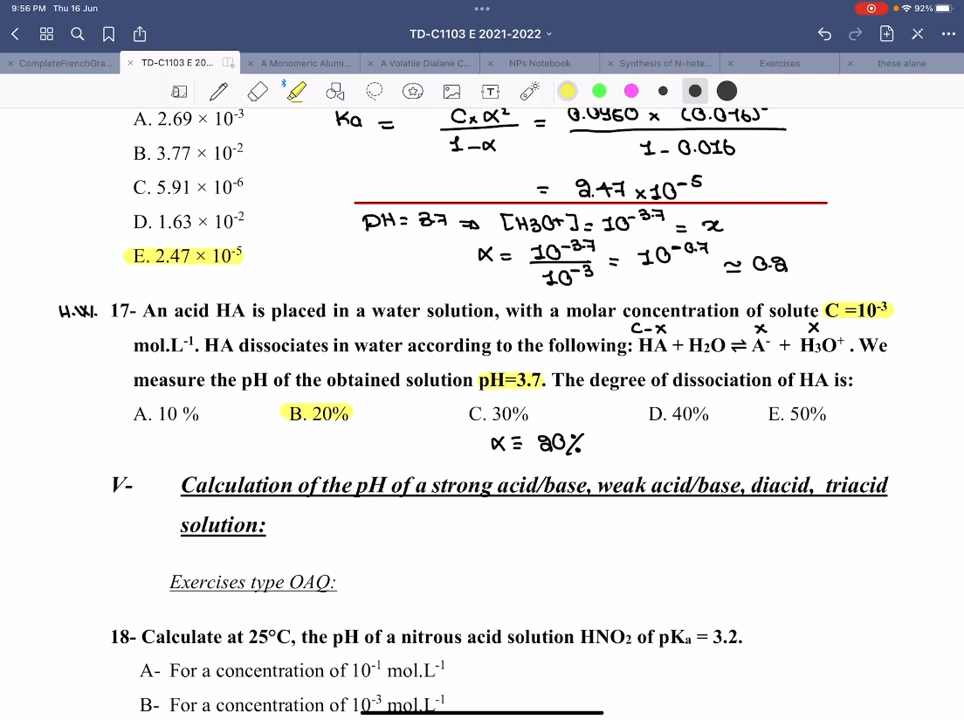 9:56 PM Thu 16 Jun
92%
TD-C1103 E 2021-2022
CompleteFrenchGra... TD-C1103 E 20... A Monomeric Alumi... A Volatile Dialane C... NPs Notebook Synthesis of N-hete... Exercises these alane
A. 2.69 × 10⁻³
Ka = C×α²/1-α = 0.0450 × (0.046)²/1-0.046
B. 3.77 × 10⁻²
C. 5.91 × 10⁻⁶
= 2.47 × 10⁻⁵
D. 1.63 × 10⁻²
PH = 3.7 ⇒ [H3O+] = 10⁻³·⁷ = x
E. 2.47 × 10⁻⁵
α = 10⁻³·⁷/10⁻³ = 10⁻⁰·⁷ ≃ 0.2
H.W. 17- An acid HA is placed in a water solution, with a molar concentration of solute C =10⁻³
C-x x x
mol.L⁻¹. HA dissociates in water according to the following: HA + H₂O ⇌ A⁻ + H₃O⁺ . We
measure the pH of the obtained solution pH=3.7. The degree of dissociation of HA is:
A. 10 % B. 20% C. 30% D. 40% E. 50%
α = 20%
V- Calculation of the pH of a strong acid/base, weak acid/base, diacid, triacid
solution:
Exercises type OAQ:
18- Calculate at 25°C, the pH of a nitrous acid solution HNO₂ of pKₐ = 3.2.
A- For a concentration of 10⁻¹ mol.L⁻¹
B- For a concentration of 10⁻³ mol.L⁻¹